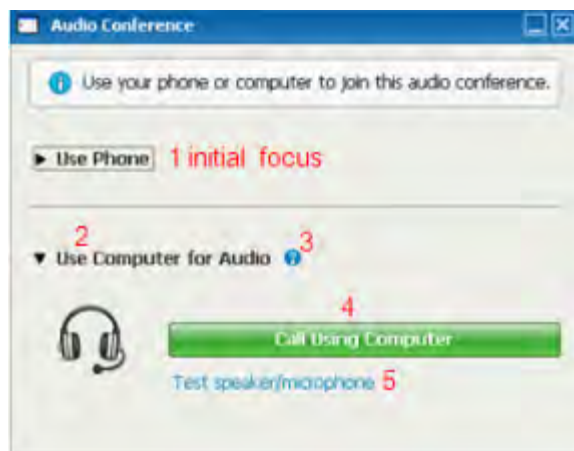 Audio Conference
Use your phone or computer to join this audio conference.
Use Phone 1 initial focus
2
Use Computer for Audio 3
4
Call Using Computer
Test speaker/microphone 5